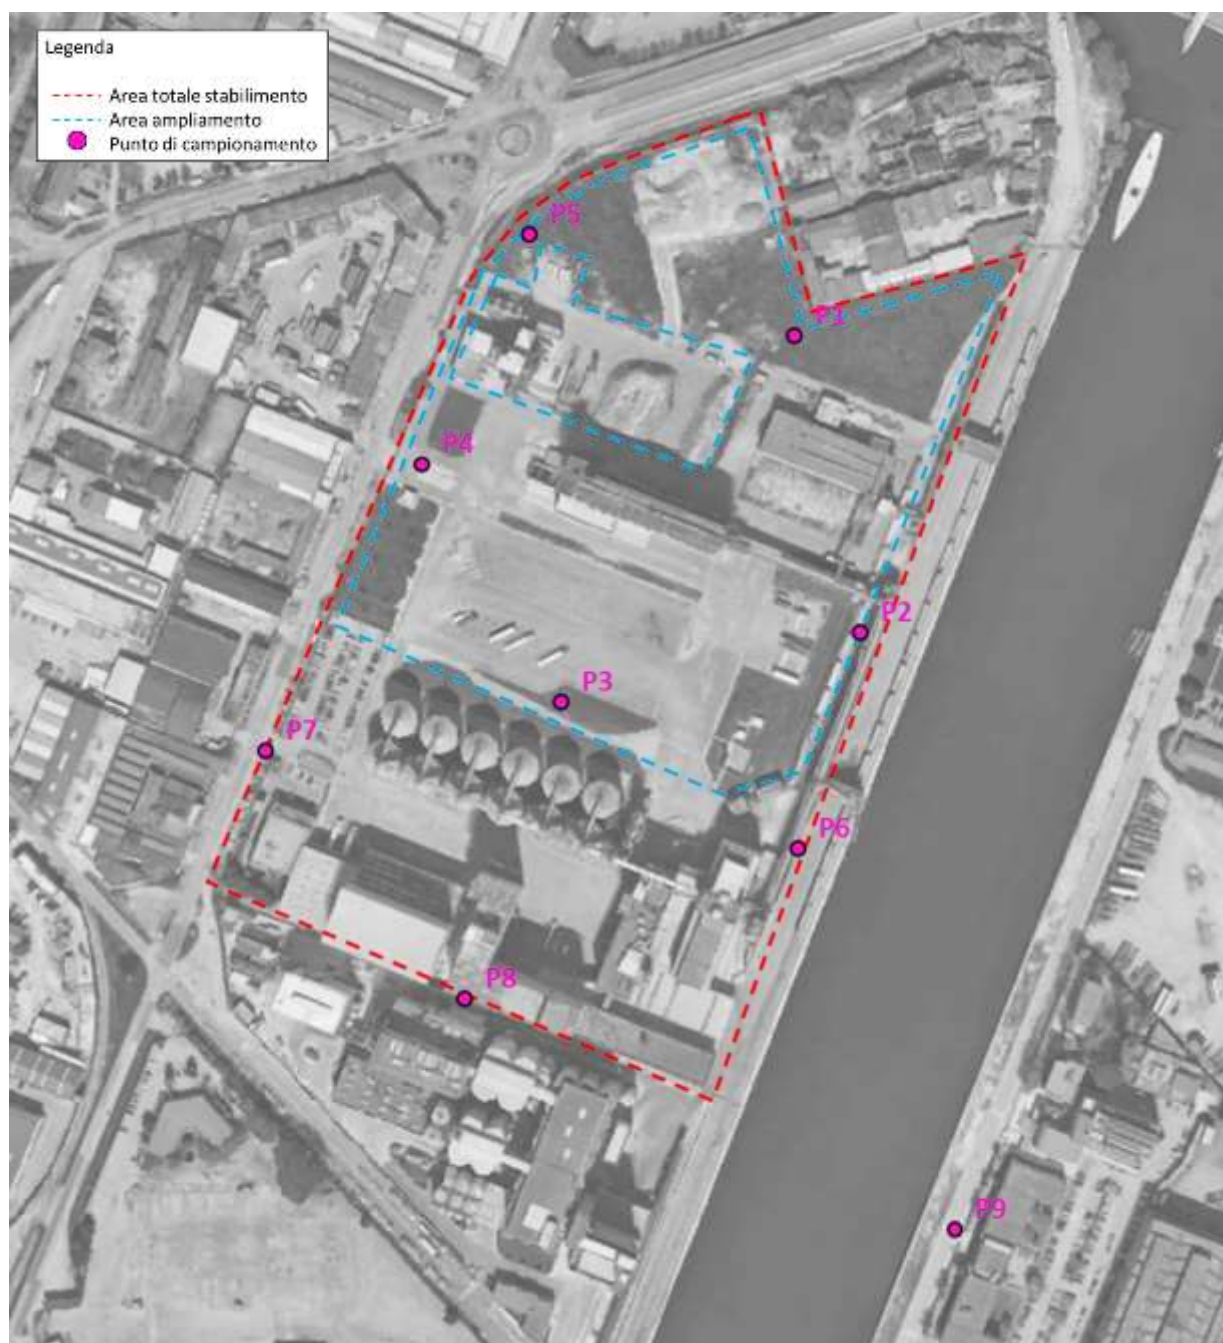 Legenda
Area totale stabilimento
Area ampliamento
Punto di campionamento
P5
P1
P4
P2
P3
P7
P6
P8
P9